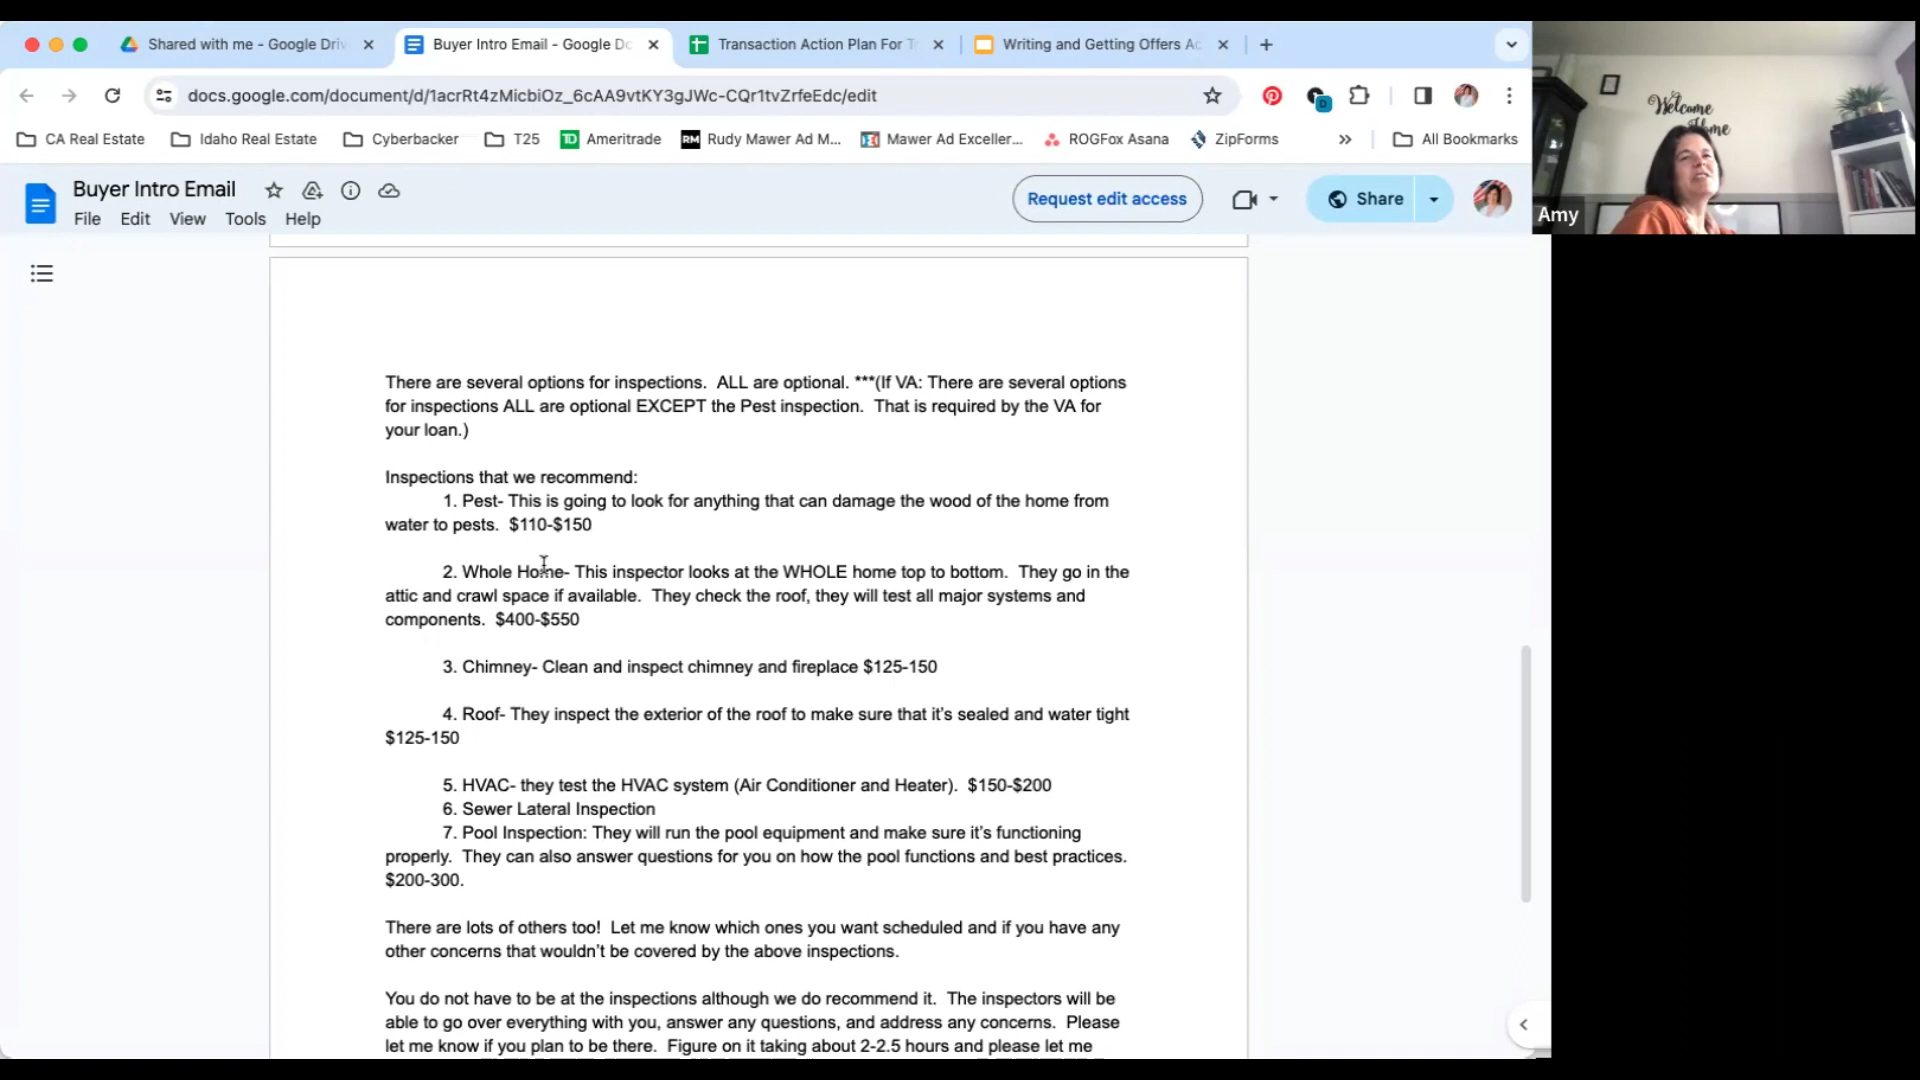 Shared with me - Google Driv
Buyer Intro Email - Google Do
Transaction Action Plan For T
Writing and Getting Offers Ac
docs.google.com/document/d/1acrRt4zMicbiOz_6cAA9vtKY3gJWc-CQr1tvZrfeEdc/edit
CA Real Estate
Idaho Real Estate
Cyberbacker
T25
Ameritrade
RM
Rudy Mawer Ad M...
Mawer Ad Exceller...
ROGFox Asana
ZipForms
All Bookmarks
Buyer Intro Email
File Edit View Tools Help
Request edit access
Share
Welcome
Home
Amy
There are several options for inspections.  ALL are optional. ***(If VA: There are several options
for inspections ALL are optional EXCEPT the Pest inspection.  That is required by the VA for
your loan.)
Inspections that we recommend:
1. Pest- This is going to look for anything that can damage the wood of the home from
water to pests.  $110-$150
2. Whole Home- This inspector looks at the WHOLE home top to bottom.  They go in the
attic and crawl space if available.  They check the roof, they will test all major systems and
components.  $400-$550
3. Chimney- Clean and inspect chimney and fireplace $125-150
4. Roof- They inspect the exterior of the roof to make sure that it's sealed and water tight
$125-150
5. HVAC- they test the HVAC system (Air Conditioner and Heater).  $150-$200
6. Sewer Lateral Inspection
7. Pool Inspection: They will run the pool equipment and make sure it's functioning
properly.  They can also answer questions for you on how the pool functions and best practices.
$200-300.
There are lots of others too!  Let me know which ones you want scheduled and if you have any
other concerns that wouldn't be covered by the above inspections.
You do not have to be at the inspections although we do recommend it.  The inspectors will be
able to go over everything with you, answer any questions, and address any concerns.  Please
let me know if you plan to be there.  Figure on it taking about 2-2.5 hours and please let me